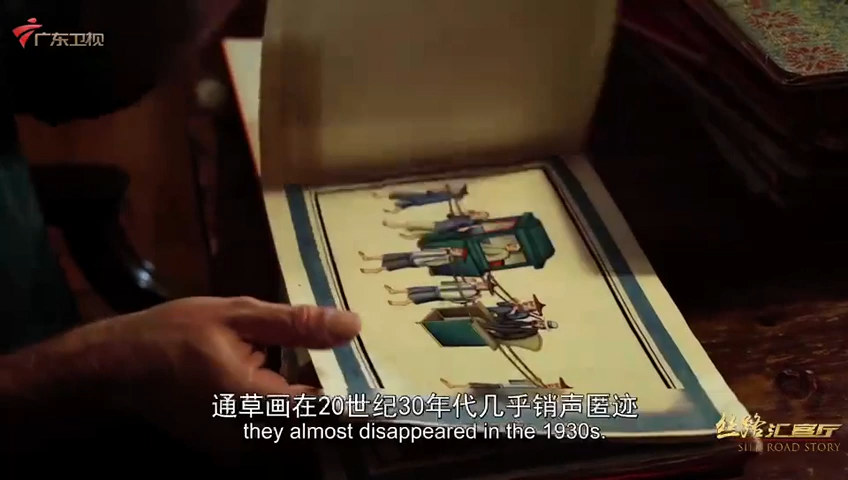 广东卫视
通草画在20世纪30年代几乎销声匿迹
they almost disappeared in the 1930s.
丝路汇客厅
SILK ROAD STORY